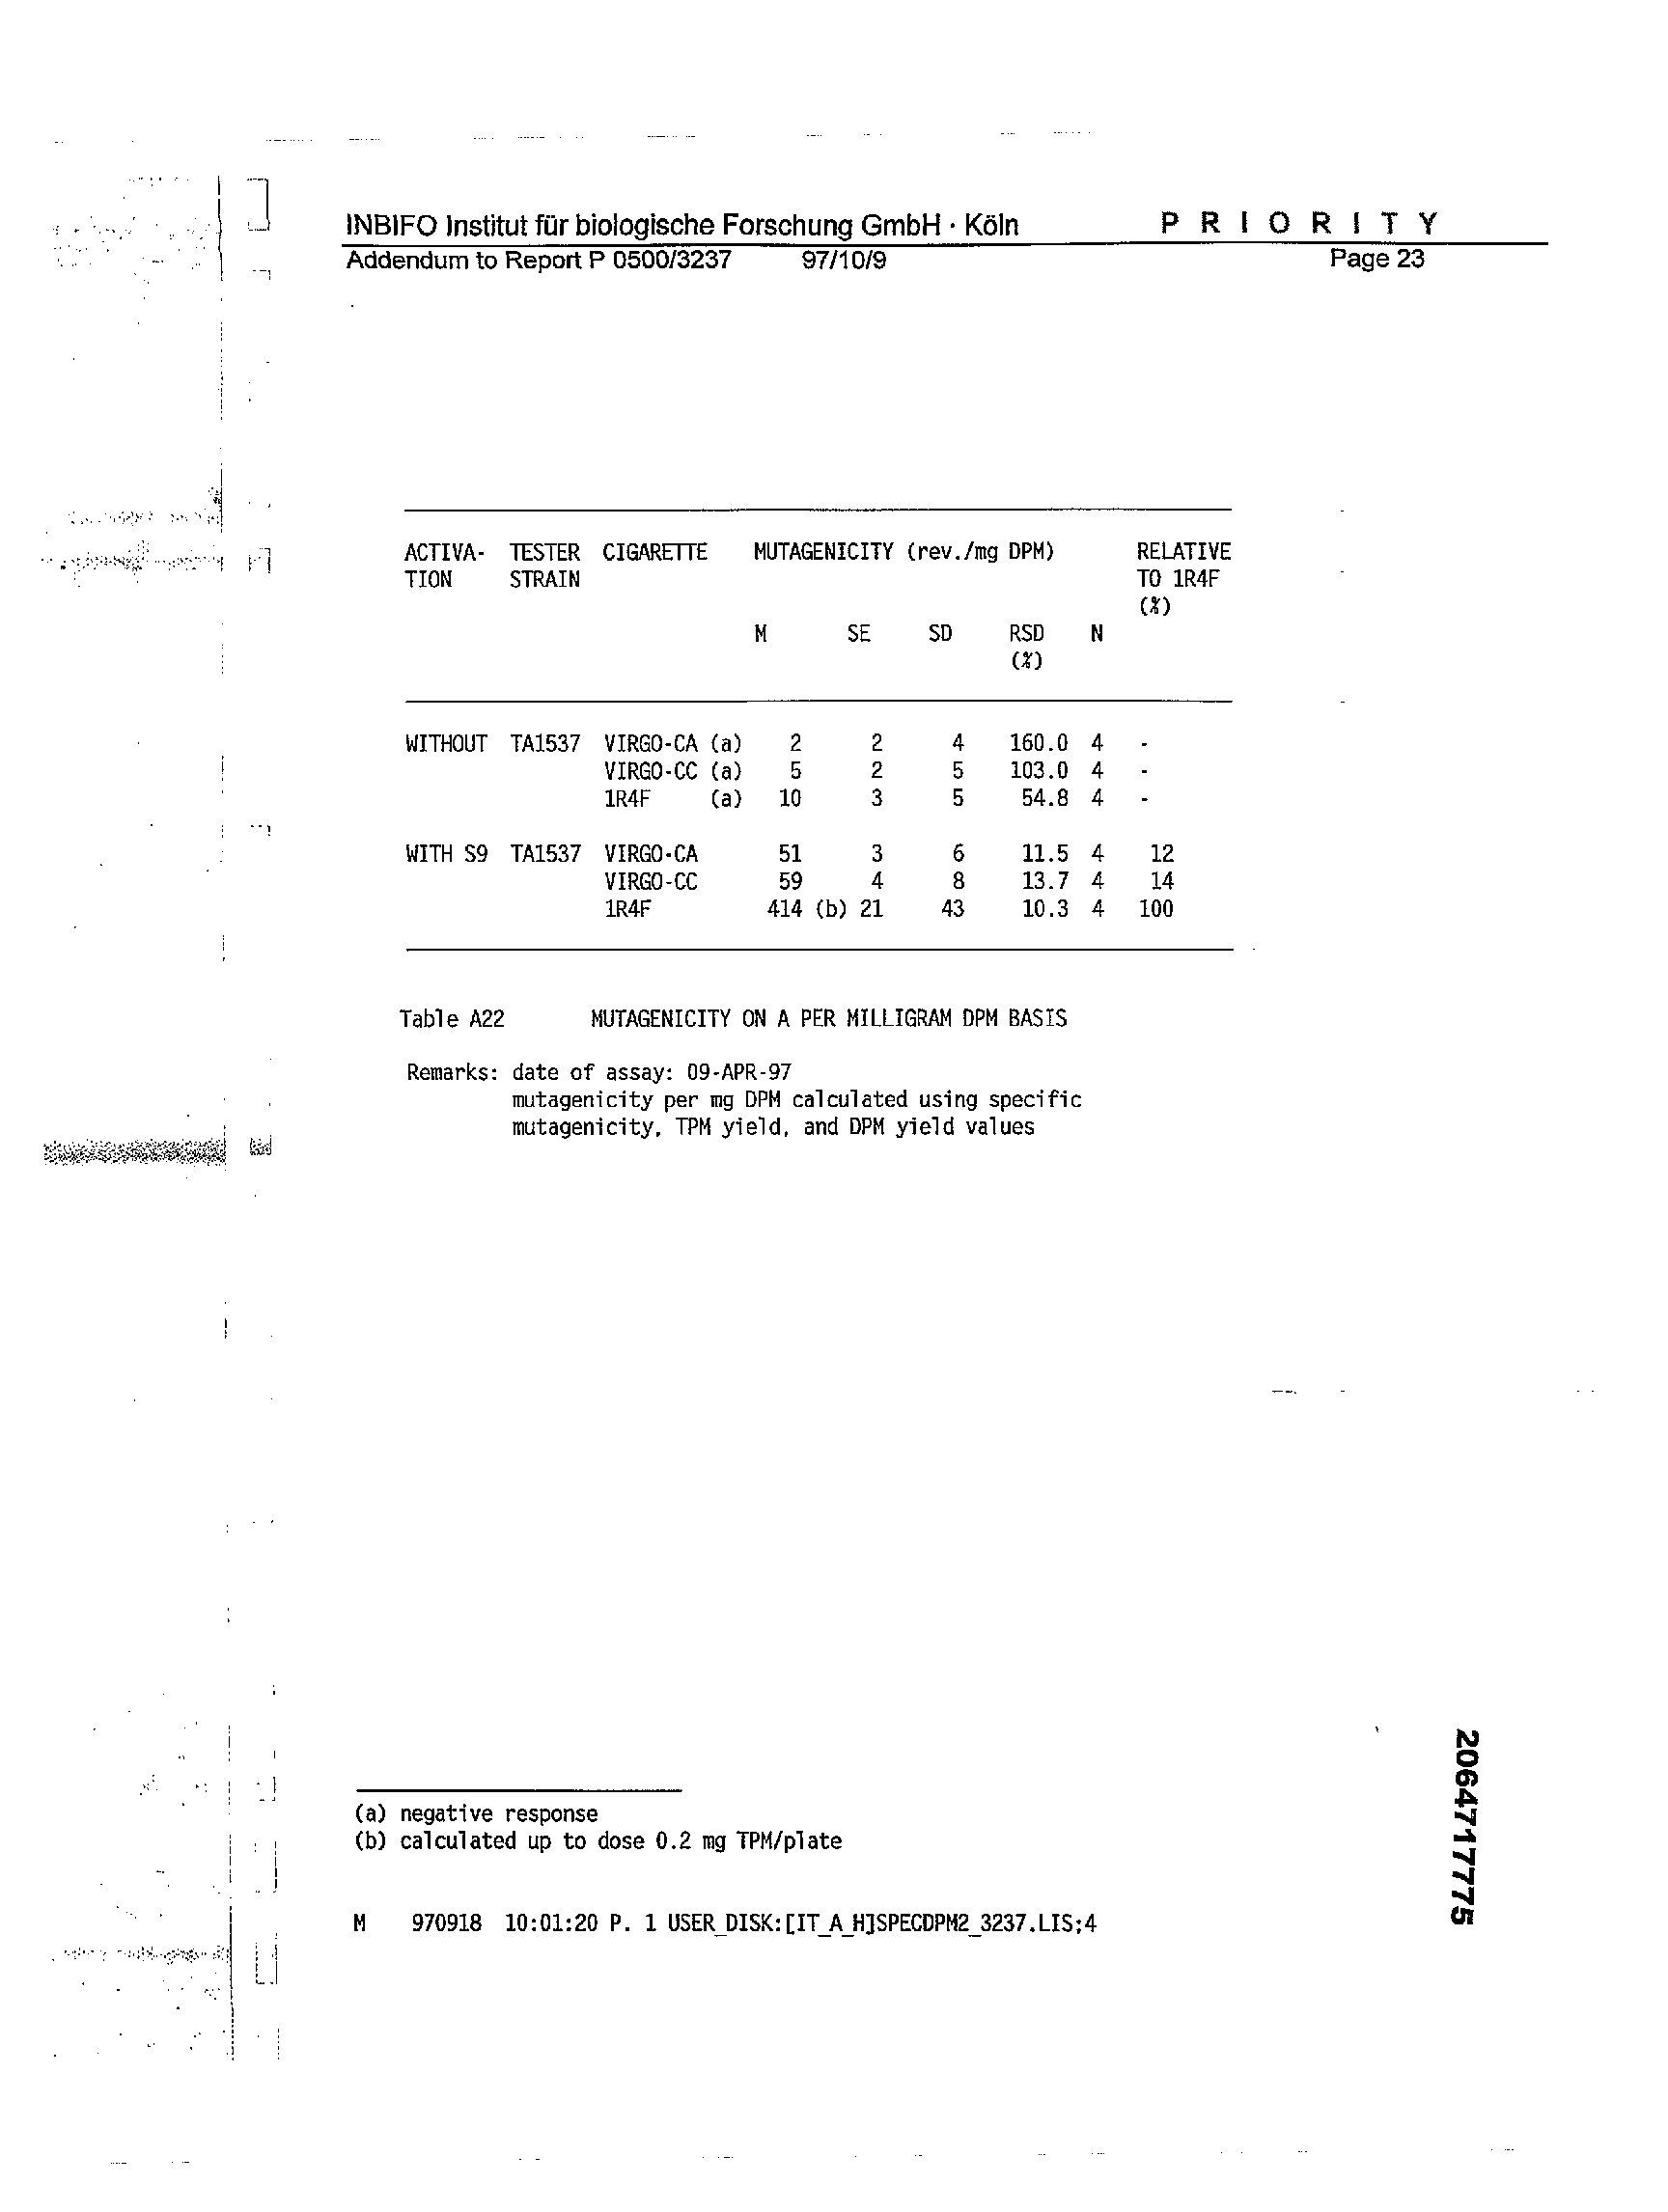 INBIFO Institut für biologische Forschung GmbH · Köln P R I O R I T Y
Addendum to Report P 0500/3237 97/10/9 Page 23
ACTIVA- TESTER CIGARETTE MUTAGENICITY (rev./mg DPM) RELATIVE
TION STRAIN TO 1R4F
(%)
M SE SD RSD N
(%)
WITHOUT TA1537 VIRGO-CA (a) 2 2 4 160.0 4 -
VIRGO-CC (a) 5 2 5 103.0 4 -
1R4F (a) 10 3 5 54.8 4 -
WITH S9 TA1537 VIRGO-CA 51 3 6 11.5 4 12
VIRGO-CC 59 4 8 13.7 4 14
1R4F 414 (b) 21 43 10.3 4 100
Table A22 MUTAGENICITY ON A PER MILLIGRAM DPM BASIS
Remarks: date of assay: 09-APR-97
mutagenicity per mg DPM calculated using specific
mutagenicity, TPM yield, and DPM yield values
(a) negative response
(b) calculated up to dose 0.2 mg TPM/plate
M 970918 10:01:20 P. 1 USER_DISK:[IT_A_H]SPECDPM2_3237.LIS;4
2064717775